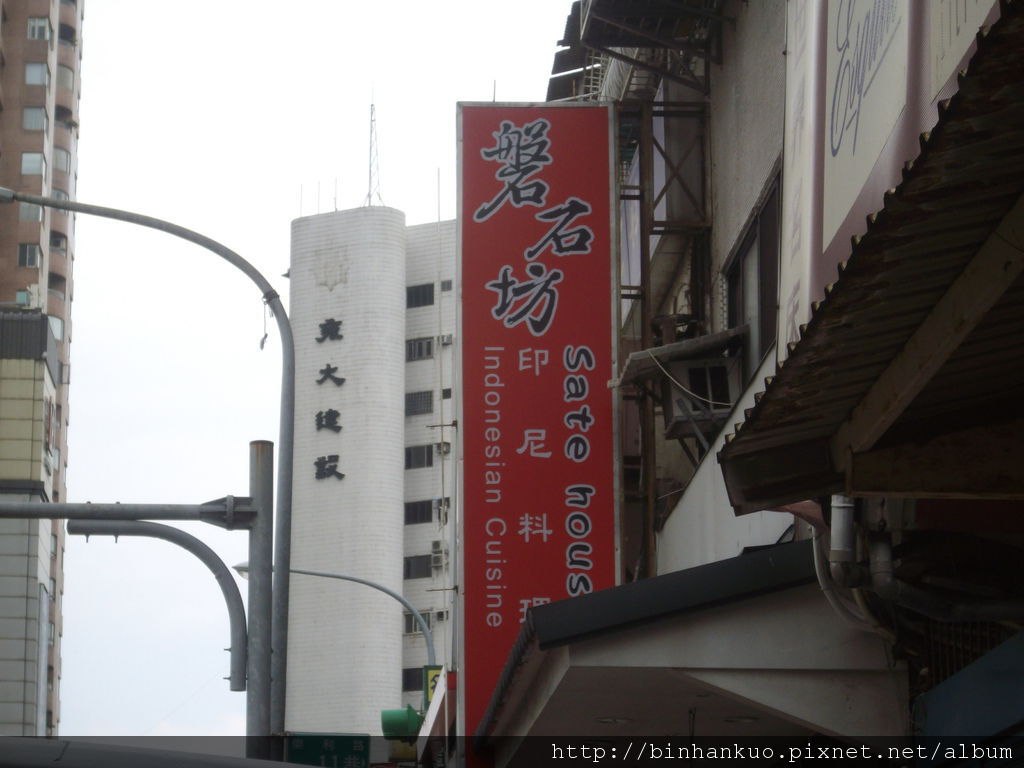 磐石坊
印尼料理
sate hous
Indonesian Cuisine
大建設
http://binhankuo.pixnet.net/album